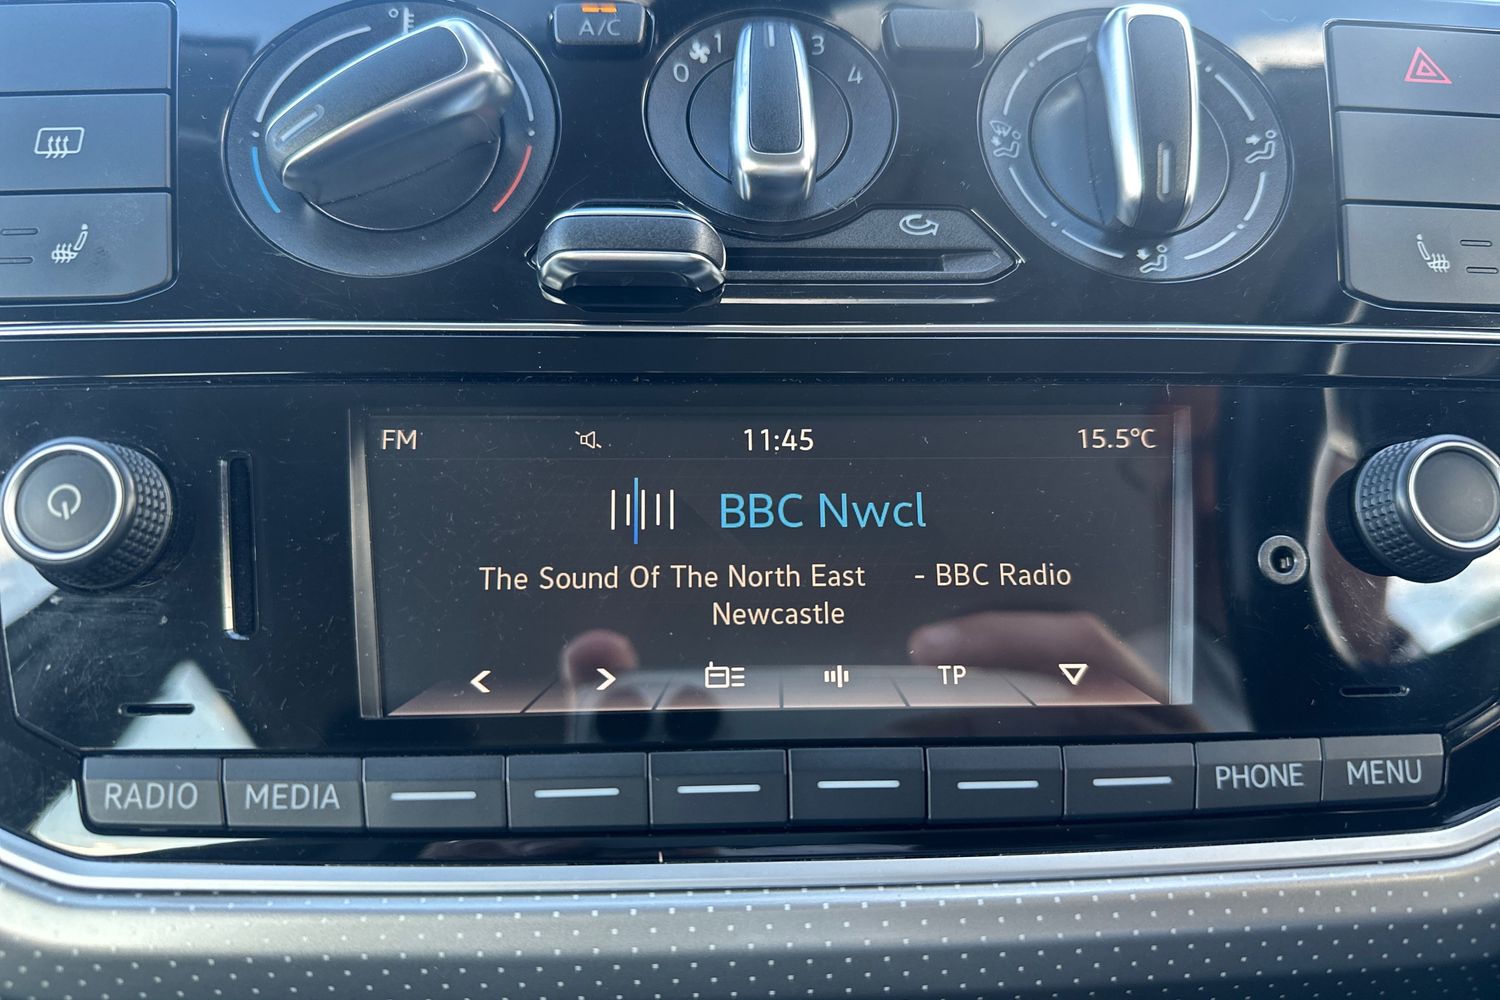 A/C
0 1 3 4
FM 11:45 15.5°C
BBC Nwcl
The Sound Of The North East - BBC Radio
Newcastle
< > TP
RADIO MEDIA PHONE MENU